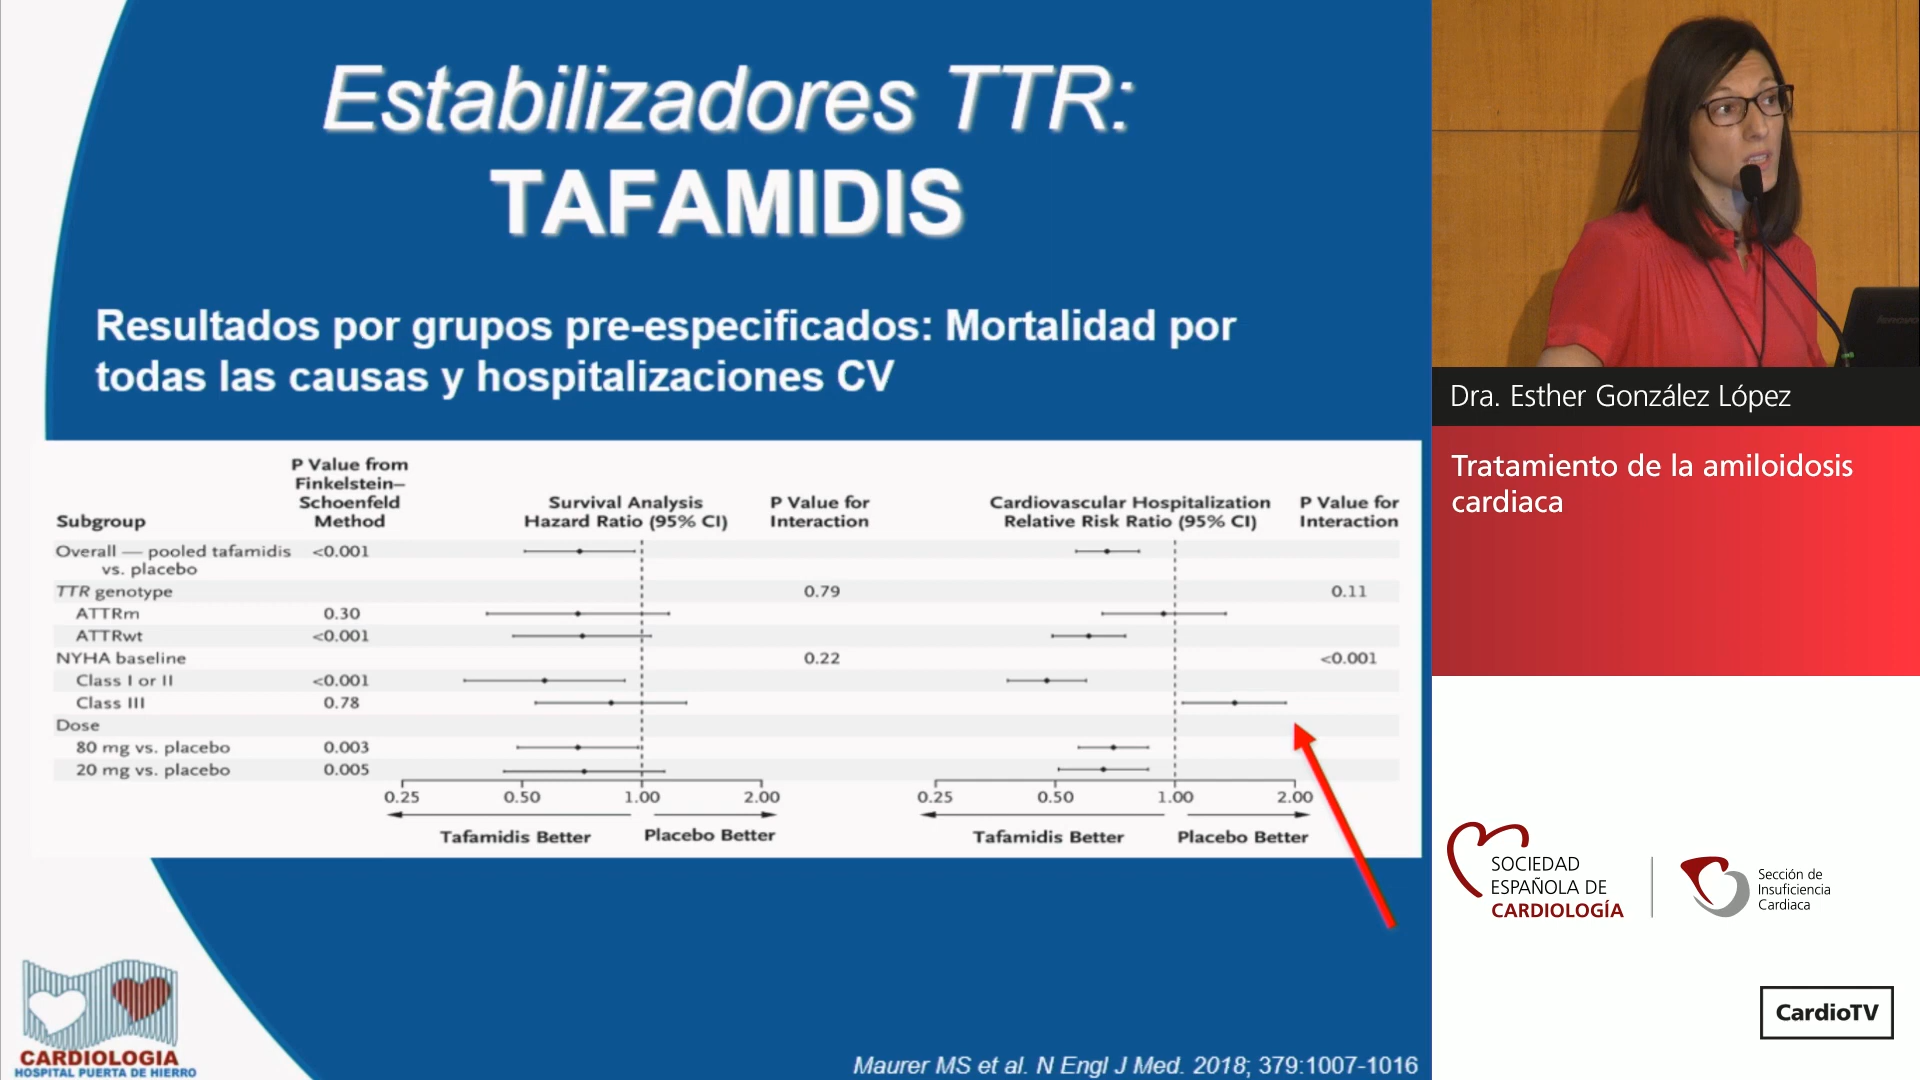 Estabilizadores TTR:
TAFAMIDIS
Resultados por grupos pre-especificados: Mortalidad por
todas las causas y hospitalizaciones CV
Subgroup
P Value from
Finkelstein–
Schoenfeld
Method
Survival Analysis
Hazard Ratio (95% CI)
P Value for
Interaction
Cardiovascular Hospitalization
Relative Risk Ratio (95% CI)
P Value for
Interaction
Overall — pooled tafamidis <0.001
vs. placebo
TTR genotype 0.79 0.11
ATTRm 0.30
ATTRwt <0.001
NYHA baseline 0.22 <0.001
Class I or II <0.001
Class III 0.78
Dose
80 mg vs. placebo 0.003
20 mg vs. placebo 0.005
0.25 0.50 1.00 2.00 0.25 0.50 1.00 2.00
Tafamidis Better Placebo Better Tafamidis Better Placebo Better
CARDIOLOGIA
HOSPITAL PUERTA DE HIERRO
Maurer MS et al. N Engl J Med. 2018; 379:1007-1016
lenovo
Dra. Esther González López
Tratamiento de la amiloidosis
cardiaca
SOCIEDAD
ESPAÑOLA DE
CARDIOLOGÍA
Sección de
Insuficiencia
Cardiaca
CardioTV